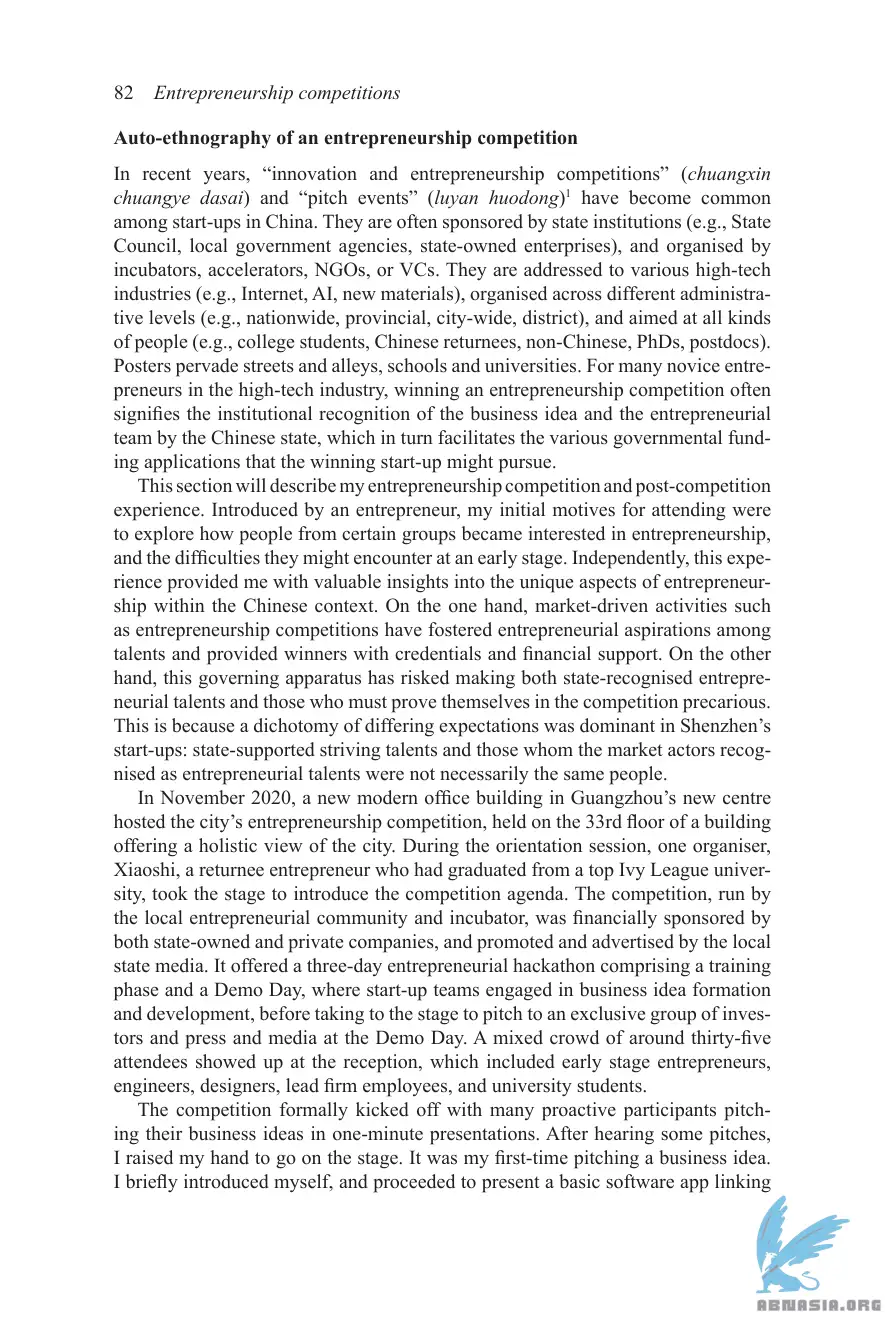 82 Entrepreneurship competitions
Auto-ethnography of an entrepreneurship competition
In recent years, “innovation and entrepreneurship competitions” (chuangxin
chuangye dasai) and “pitch events” (luyan huodong)1 have become common
among start-ups in China. They are often sponsored by state institutions (e.g., State
Council, local government agencies, state-owned enterprises), and organised by
incubators, accelerators, NGOs, or VCs. They are addressed to various high-tech
industries (e.g., Internet, AI, new materials), organised across different administra-
tive levels (e.g., nationwide, provincial, city-wide, district), and aimed at all kinds
of people (e.g., college students, Chinese returnees, non-Chinese, PhDs, postdocs).
Posters pervade streets and alleys, schools and universities. For many novice entre-
preneurs in the high-tech industry, winning an entrepreneurship competition often
signifies the institutional recognition of the business idea and the entrepreneurial
team by the Chinese state, which in turn facilitates the various governmental fund-
ing applications that the winning start-up might pursue.
This section will describe my entrepreneurship competition and post-competition
experience. Introduced by an entrepreneur, my initial motives for attending were
to explore how people from certain groups became interested in entrepreneurship,
and the difficulties they might encounter at an early stage. Independently, this expe-
rience provided me with valuable insights into the unique aspects of entrepreneur-
ship within the Chinese context. On the one hand, market-driven activities such
as entrepreneurship competitions have fostered entrepreneurial aspirations among
talents and provided winners with credentials and financial support. On the other
hand, this governing apparatus has risked making both state-recognised entrepre-
neurial talents and those who must prove themselves in the competition precarious.
This is because a dichotomy of differing expectations was dominant in Shenzhen’s
start-ups: state-supported striving talents and those whom the market actors recog-
nised as entrepreneurial talents were not necessarily the same people.
In November 2020, a new modern office building in Guangzhou’s new centre
hosted the city’s entrepreneurship competition, held on the 33rd floor of a building
offering a holistic view of the city. During the orientation session, one organiser,
Xiaoshi, a returnee entrepreneur who had graduated from a top Ivy League univer-
sity, took the stage to introduce the competition agenda. The competition, run by
the local entrepreneurial community and incubator, was financially sponsored by
both state-owned and private companies, and promoted and advertised by the local
state media. It offered a three-day entrepreneurial hackathon comprising a training
phase and a Demo Day, where start-up teams engaged in business idea formation
and development, before taking to the stage to pitch to an exclusive group of inves-
tors and press and media at the Demo Day. A mixed crowd of around thirty-five
attendees showed up at the reception, which included early stage entrepreneurs,
engineers, designers, lead firm employees, and university students.
The competition formally kicked off with many proactive participants pitch-
ing their business ideas in one-minute presentations. After hearing some pitches,
I raised my hand to go on the stage. It was my first-time pitching a business idea.
I briefly introduced myself, and proceeded to present a basic software app linking
ABNASIA.ORG